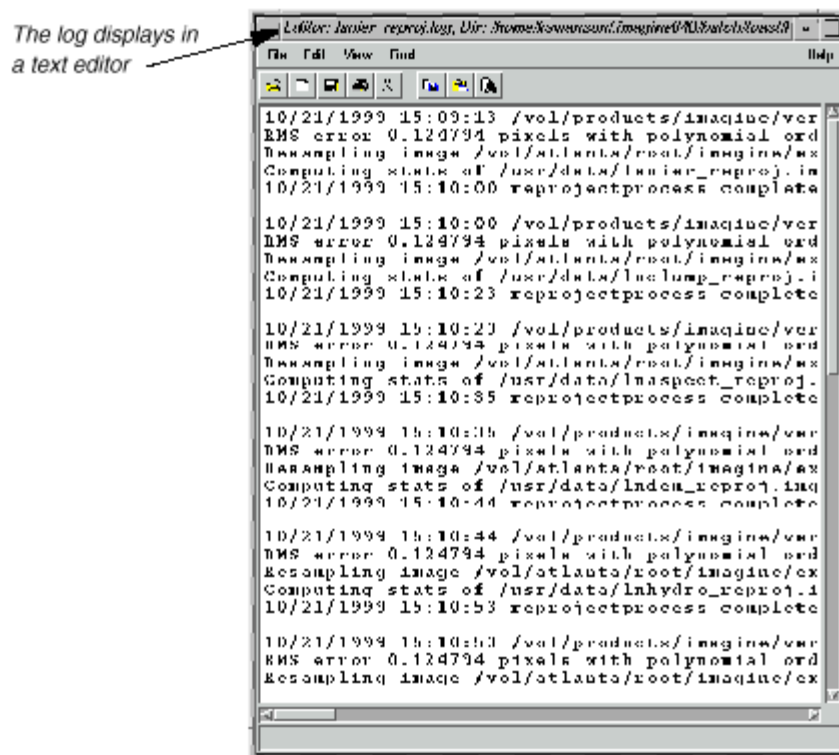 The log displays in
a text editor
Editor: lanier_reproj.log, Dir:
File Edit View Find Help
10/21/1999 15:09:13 /vol/products/imagine/ver
RMS error 0.124794 pixels with polynomial ord
Resampling image /vol/atlanta/root/imagine/ex
Computing stats of /usr/data/lanier_reproj.im
10/21/1999 15:10:00 reprojectprocess complete
10/21/1999 15:10:00 /vol/products/imagine/ver
RMS error 0.124794 pixels with polynomial ord
Resampling image /vol/atlanta/root/imagine/ex
Computing stats of /usr/data/lnclump_reproj.i
10/21/1999 15:10:23 reprojectprocess complete
10/21/1999 15:10:23 /vol/products/imagine/ver
RMS error 0.124794 pixels with polynomial ord
Resampling image /vol/atlanta/root/imagine/ex
Computing stats of /usr/data/lnaspect_reproj.
10/21/1999 15:10:35 reprojectprocess complete
10/21/1999 15:10:35 /vol/products/imagine/ver
RMS error 0.124794 pixels with polynomial ord
Resampling image /vol/atlanta/root/imagine/ex
Computing stats of /usr/data/lndem_reproj.img
10/21/1999 15:10:44 reprojectprocess complete
10/21/1999 15:10:44 /vol/products/imagine/ver
RMS error 0.124794 pixels with polynomial ord
Resampling image /vol/atlanta/root/imagine/ex
Computing stats of /usr/data/lnhydro_reproj.i
10/21/1999 15:10:53 reprojectprocess complete
10/21/1999 15:10:53 /vol/products/imagine/ver
RMS error 0.124794 pixels with polynomial ord
Resampling image /vol/atlanta/root/imagine/ex